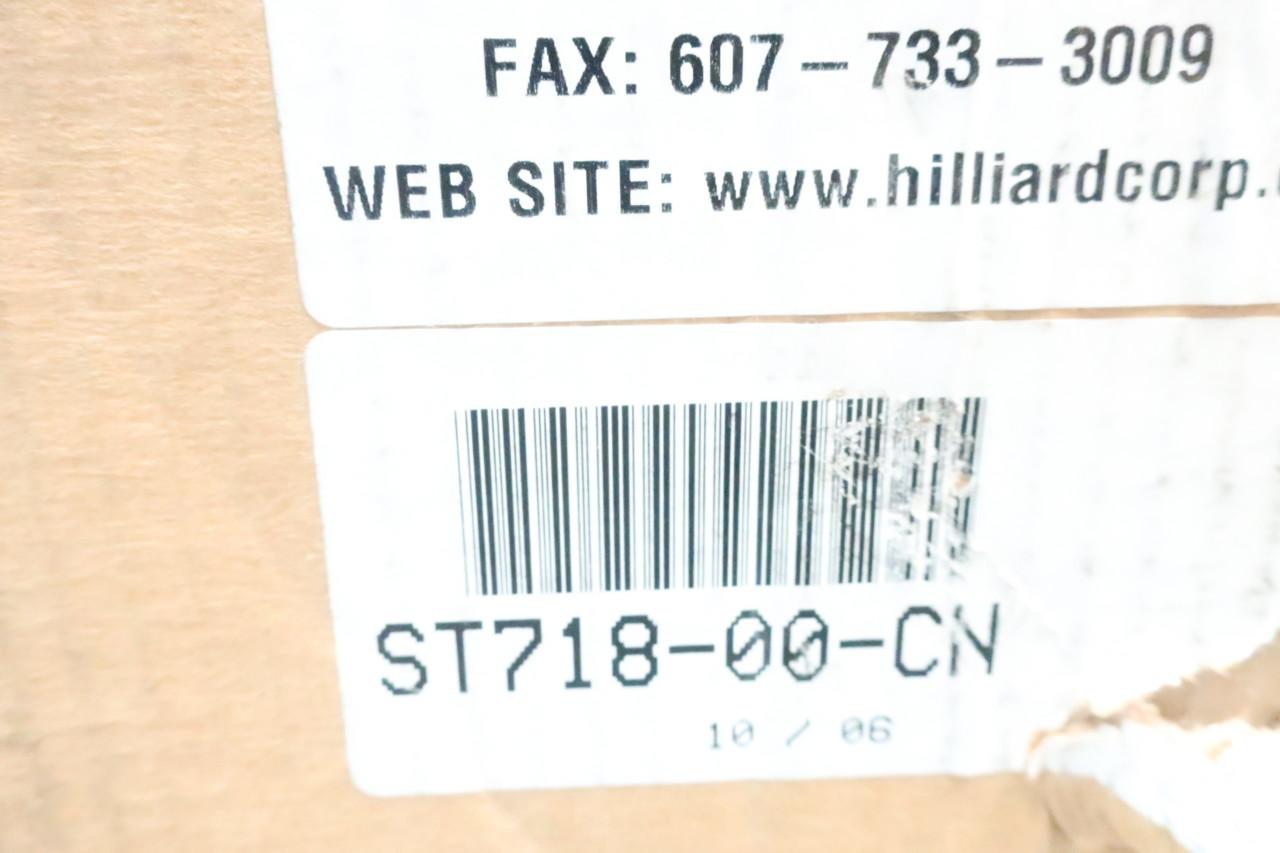 FAX: 607-733-3009
WEB SITE: www.hilliardcorp.
ST718-00-CN
10 / 06